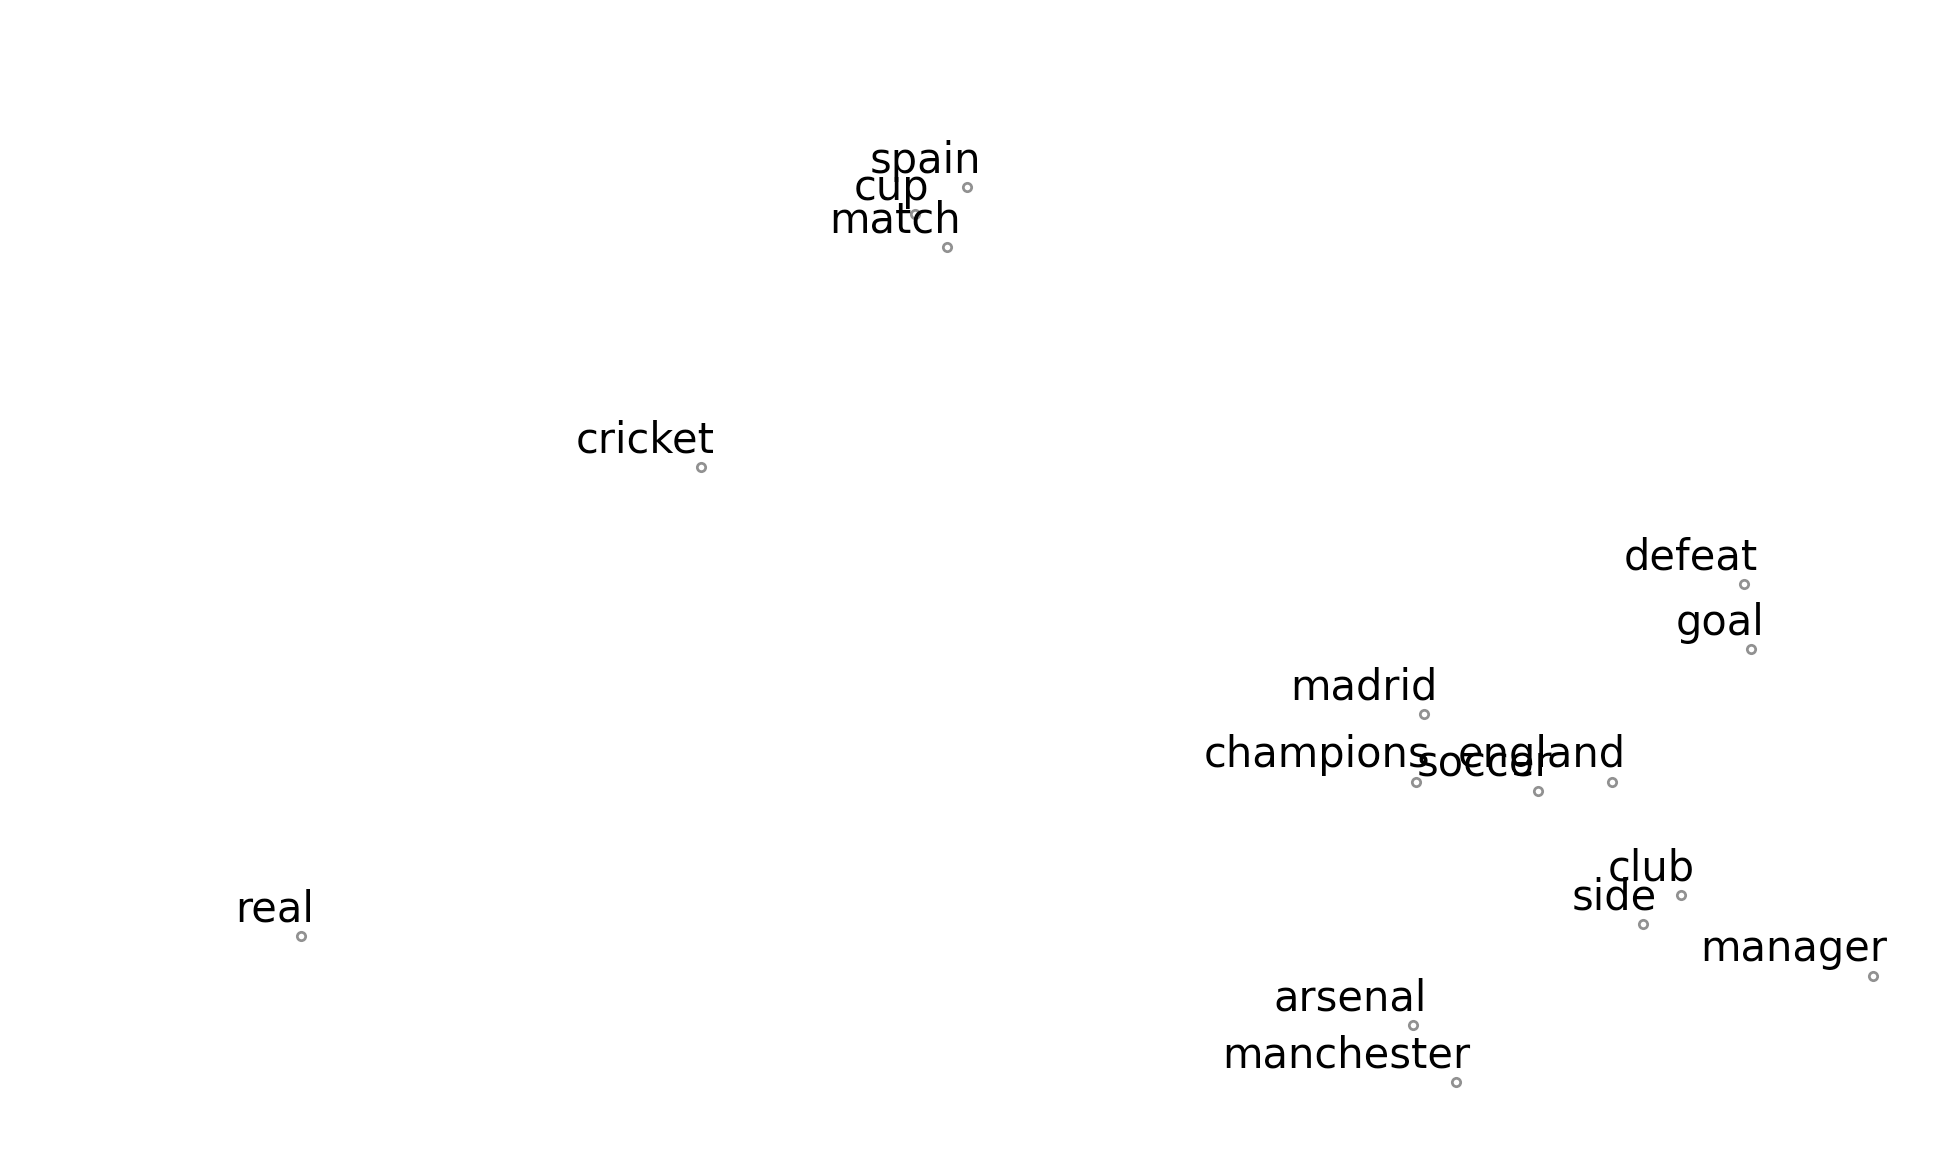 spain
cup
match
cricket
defeat
goal
madrid
champions
england
soccer
club
side
real
manager
arsenal
manchester